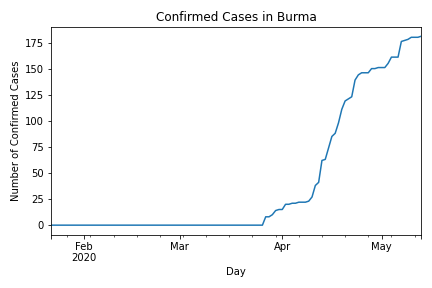 Confirmed Cases in Burma
Number of Confirmed Cases
175
150
125
100
75
50
25
0
Feb
2020
Mar
Apr
May
Day